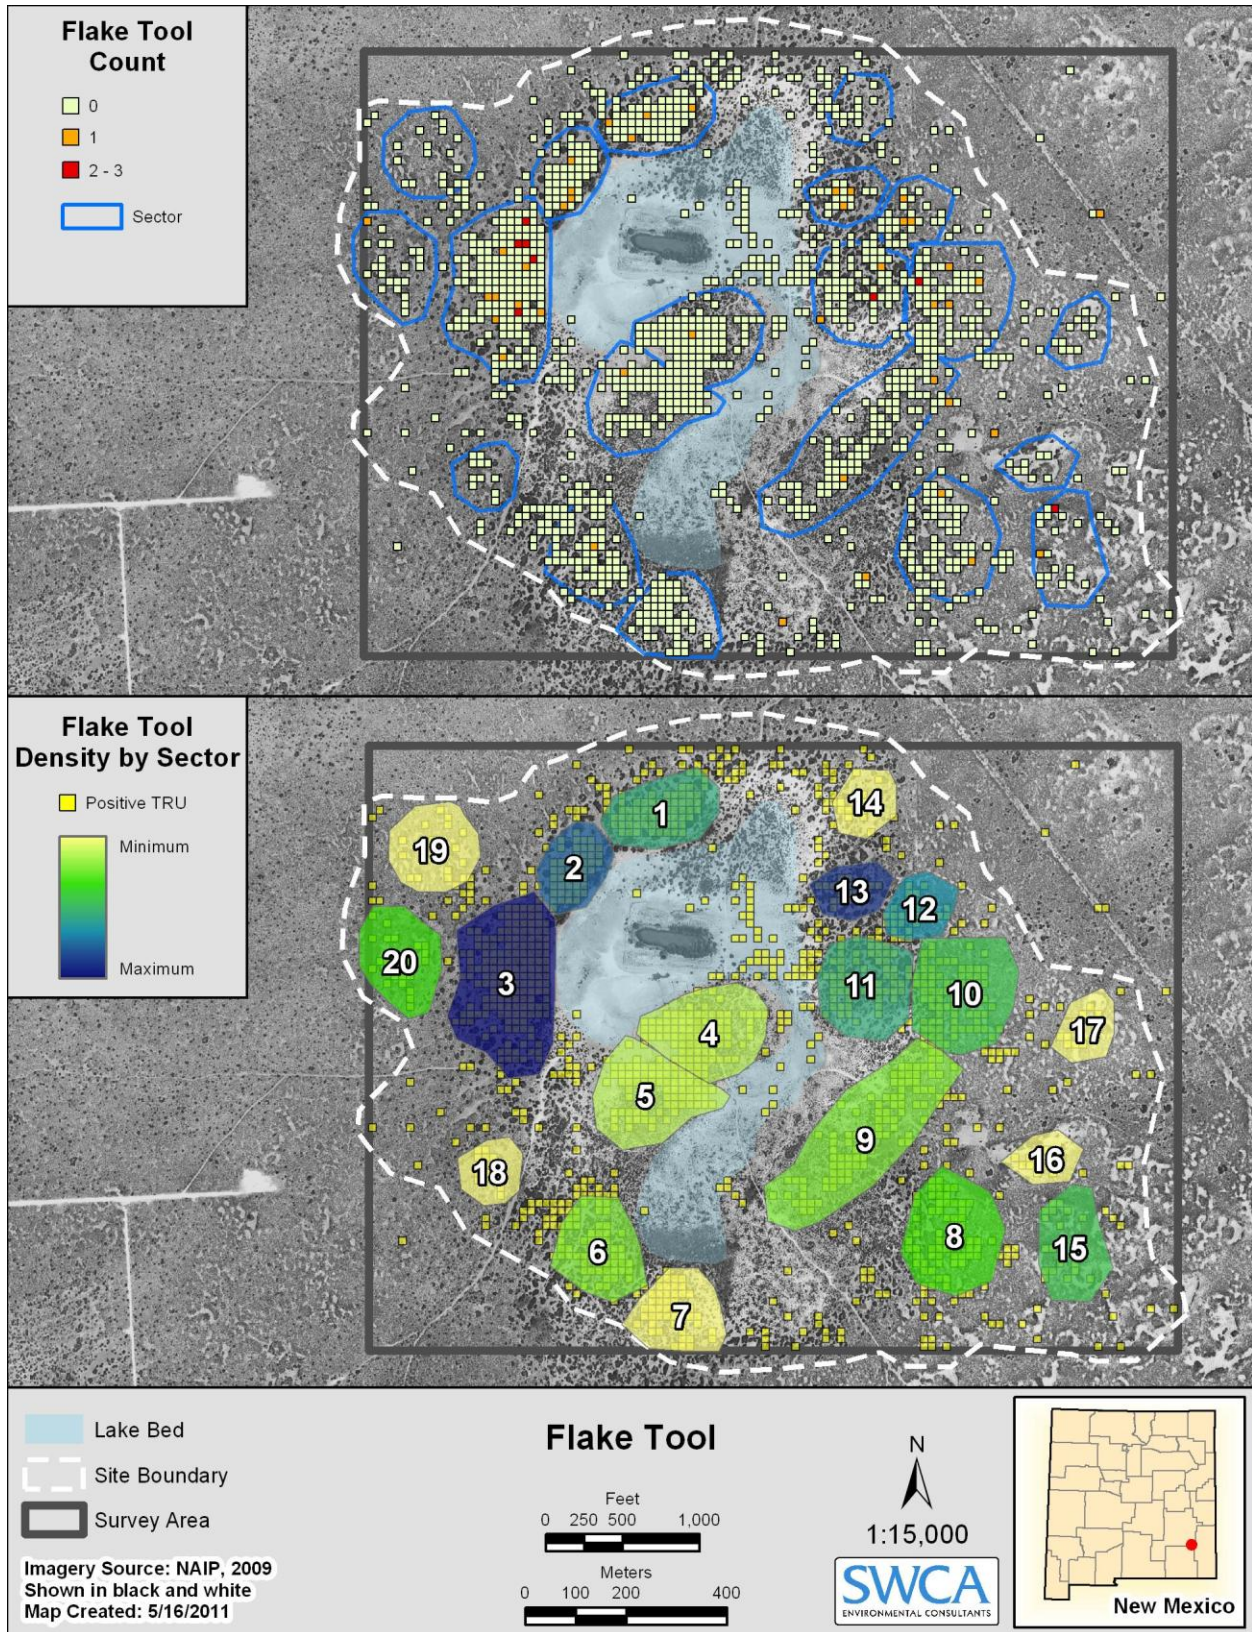 Flake Tool
Count
0
1
2 - 3
Sector
Flake Tool
Density by Sector
Positive TRU
Minimum
Maximum
1
2
3
4
5
6
7
8
9
10
11
12
13
14
15
16
17
18
19
20
Lake Bed
Site Boundary
Survey Area
Imagery Source: NAIP, 2009
Shown in black and white
Map Created: 5/16/2011
Flake Tool
Feet
0 250 500 1,000
Meters
0 100 200 400
N
1:15,000
SWCA
ENVIRONMENTAL CONSULTANTS
New Mexico